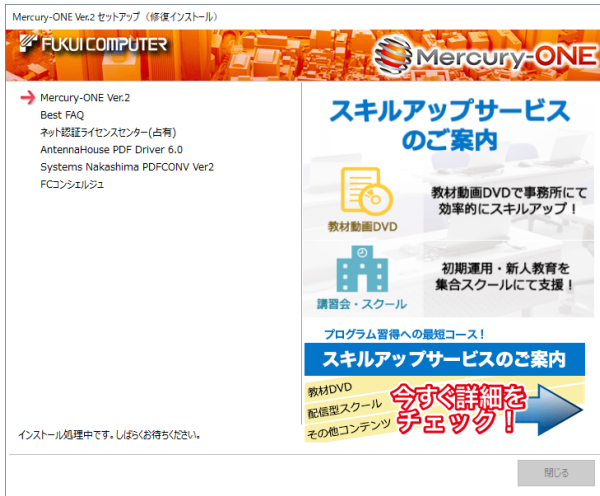 Mercury-ONE Ver.2 セットアップ（修復インストール）
FUKUI COMPUTER
Mercury-ONE
Mercury-ONE Ver.2
Best FAQ
ネット認証ライセンスセンター(占有)
AntennaHouse PDF Driver 6.0
Systems Nakashima PDFCONV Ver2
FCコンシェルジュ
インストール処理中です。しばらくお待ちください。
スキルアップサービス
のご案内
教材動画DVD
教材動画DVDで事務所にて
効率的にスキルアップ！
講習会・スクール
初期運用・新人教育を
集合スクールにて支援！
プログラム習得への最短コース！
スキルアップサービスのご案内
教材DVD
配信型スクール
その他コンテンツ
今すぐ詳細を
チェック！
閉じる